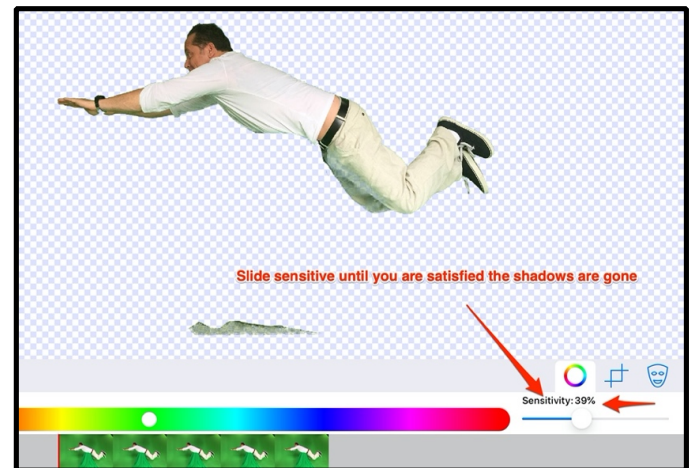 Slide sensitive until you are satisfied the shadows are gone
Sensitivity: 39%